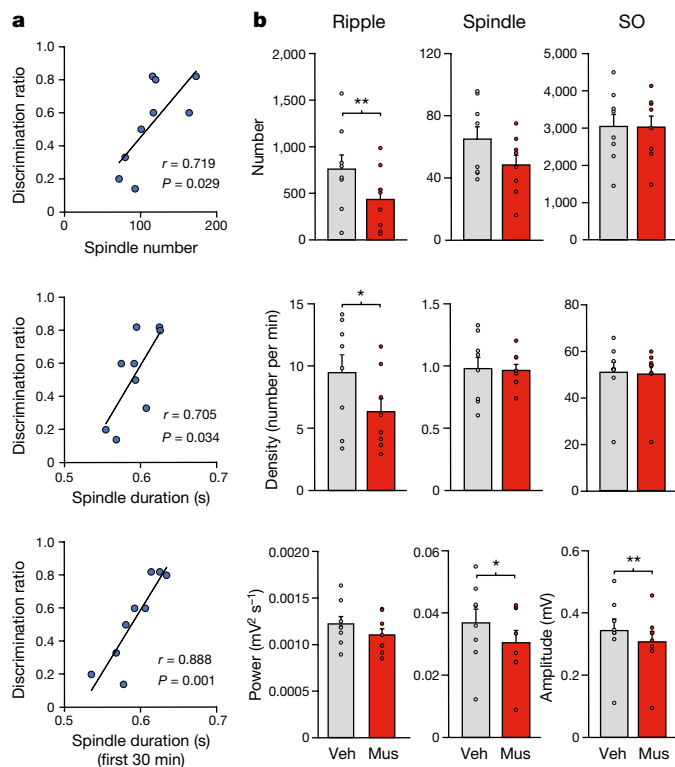 a
Discrimination ratio
1.0
0.8
0.6
0.4
0.2
0
0
100
200
r = 0.719
P = 0.029
Spindle number
Discrimination ratio
1.0
0.8
0.6
0.4
0.2
0
0.5
0.6
0.7
r = 0.705
P = 0.034
Spindle duration (s)
Discrimination ratio
1.0
0.8
0.6
0.4
0.2
0
0.5
0.6
0.7
r = 0.888
P = 0.001
Spindle duration (s)
(first 30 min)
b
Ripple
Spindle
SO
Number
2,000
1,500
1,000
500
0
**
120
80
40
0
5,000
4,000
3,000
2,000
1,000
0
Density (number per min)
15
10
5
0
*
1.5
1.0
0.5
0
80
60
40
20
0
Power (mV² s⁻¹)
0.0020
0.0015
0.0010
0.0005
0
Veh Mus
0.06
0.04
0.02
0
*
Veh Mus
Amplitude (mV)
0.6
0.4
0.2
0
**
Veh Mus